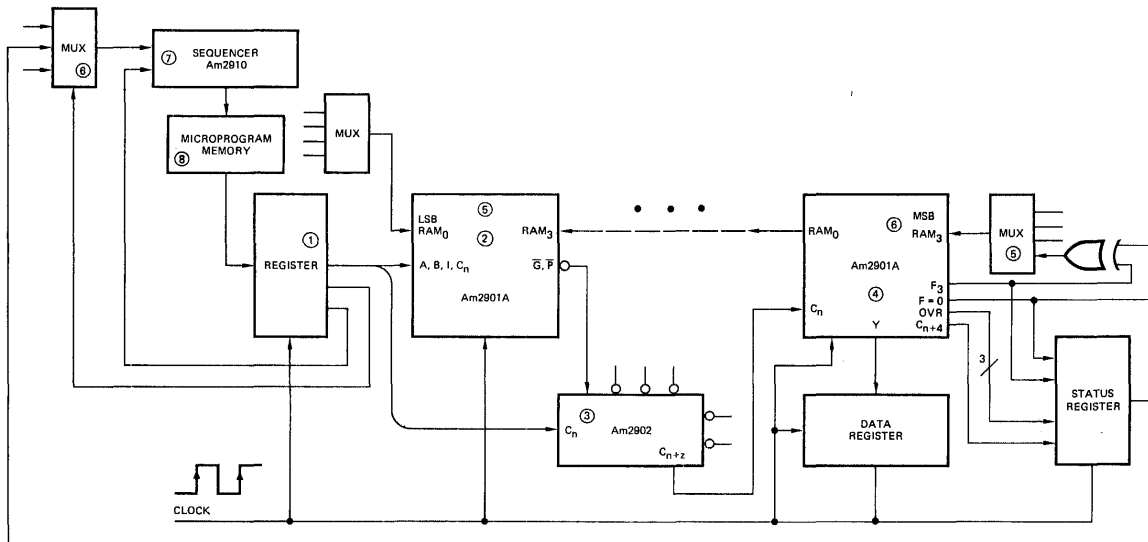 MUX
⑥
⑦
SEQUENCER
Am2910
MICROPROGRAM
MEMORY
⑧
MUX
①
REGISTER
⑤
②
LSB
RAM₀
RAM₃
A, B, I, Cₙ
G̅, P̅
Am2901A
③
Am2902
Cₙ
Cₙ₊z
⑥
MSB
RAM₀
RAM₃
Am2901A
④
F₃
F = 0
OVR
Cₙ₊₄
Cₙ
Y
MUX
⑤
3
DATA
REGISTER
STATUS
REGISTER
CLOCK